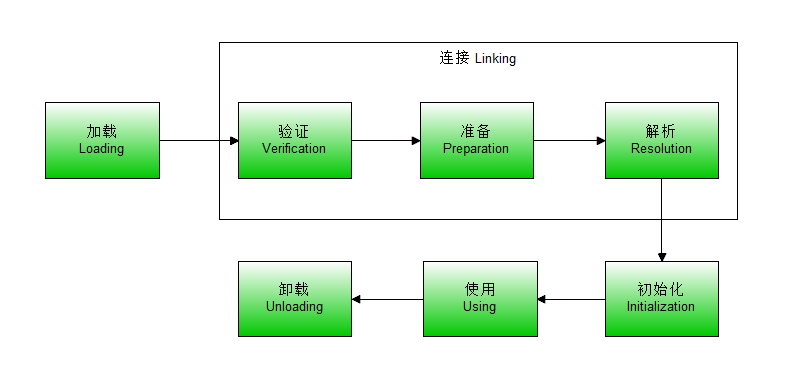 连接 Linking
加载
Loading
验证
Verification
准备
Preparation
解析
Resolution
卸载
Unloading
使用
Using
初始化
Initialization